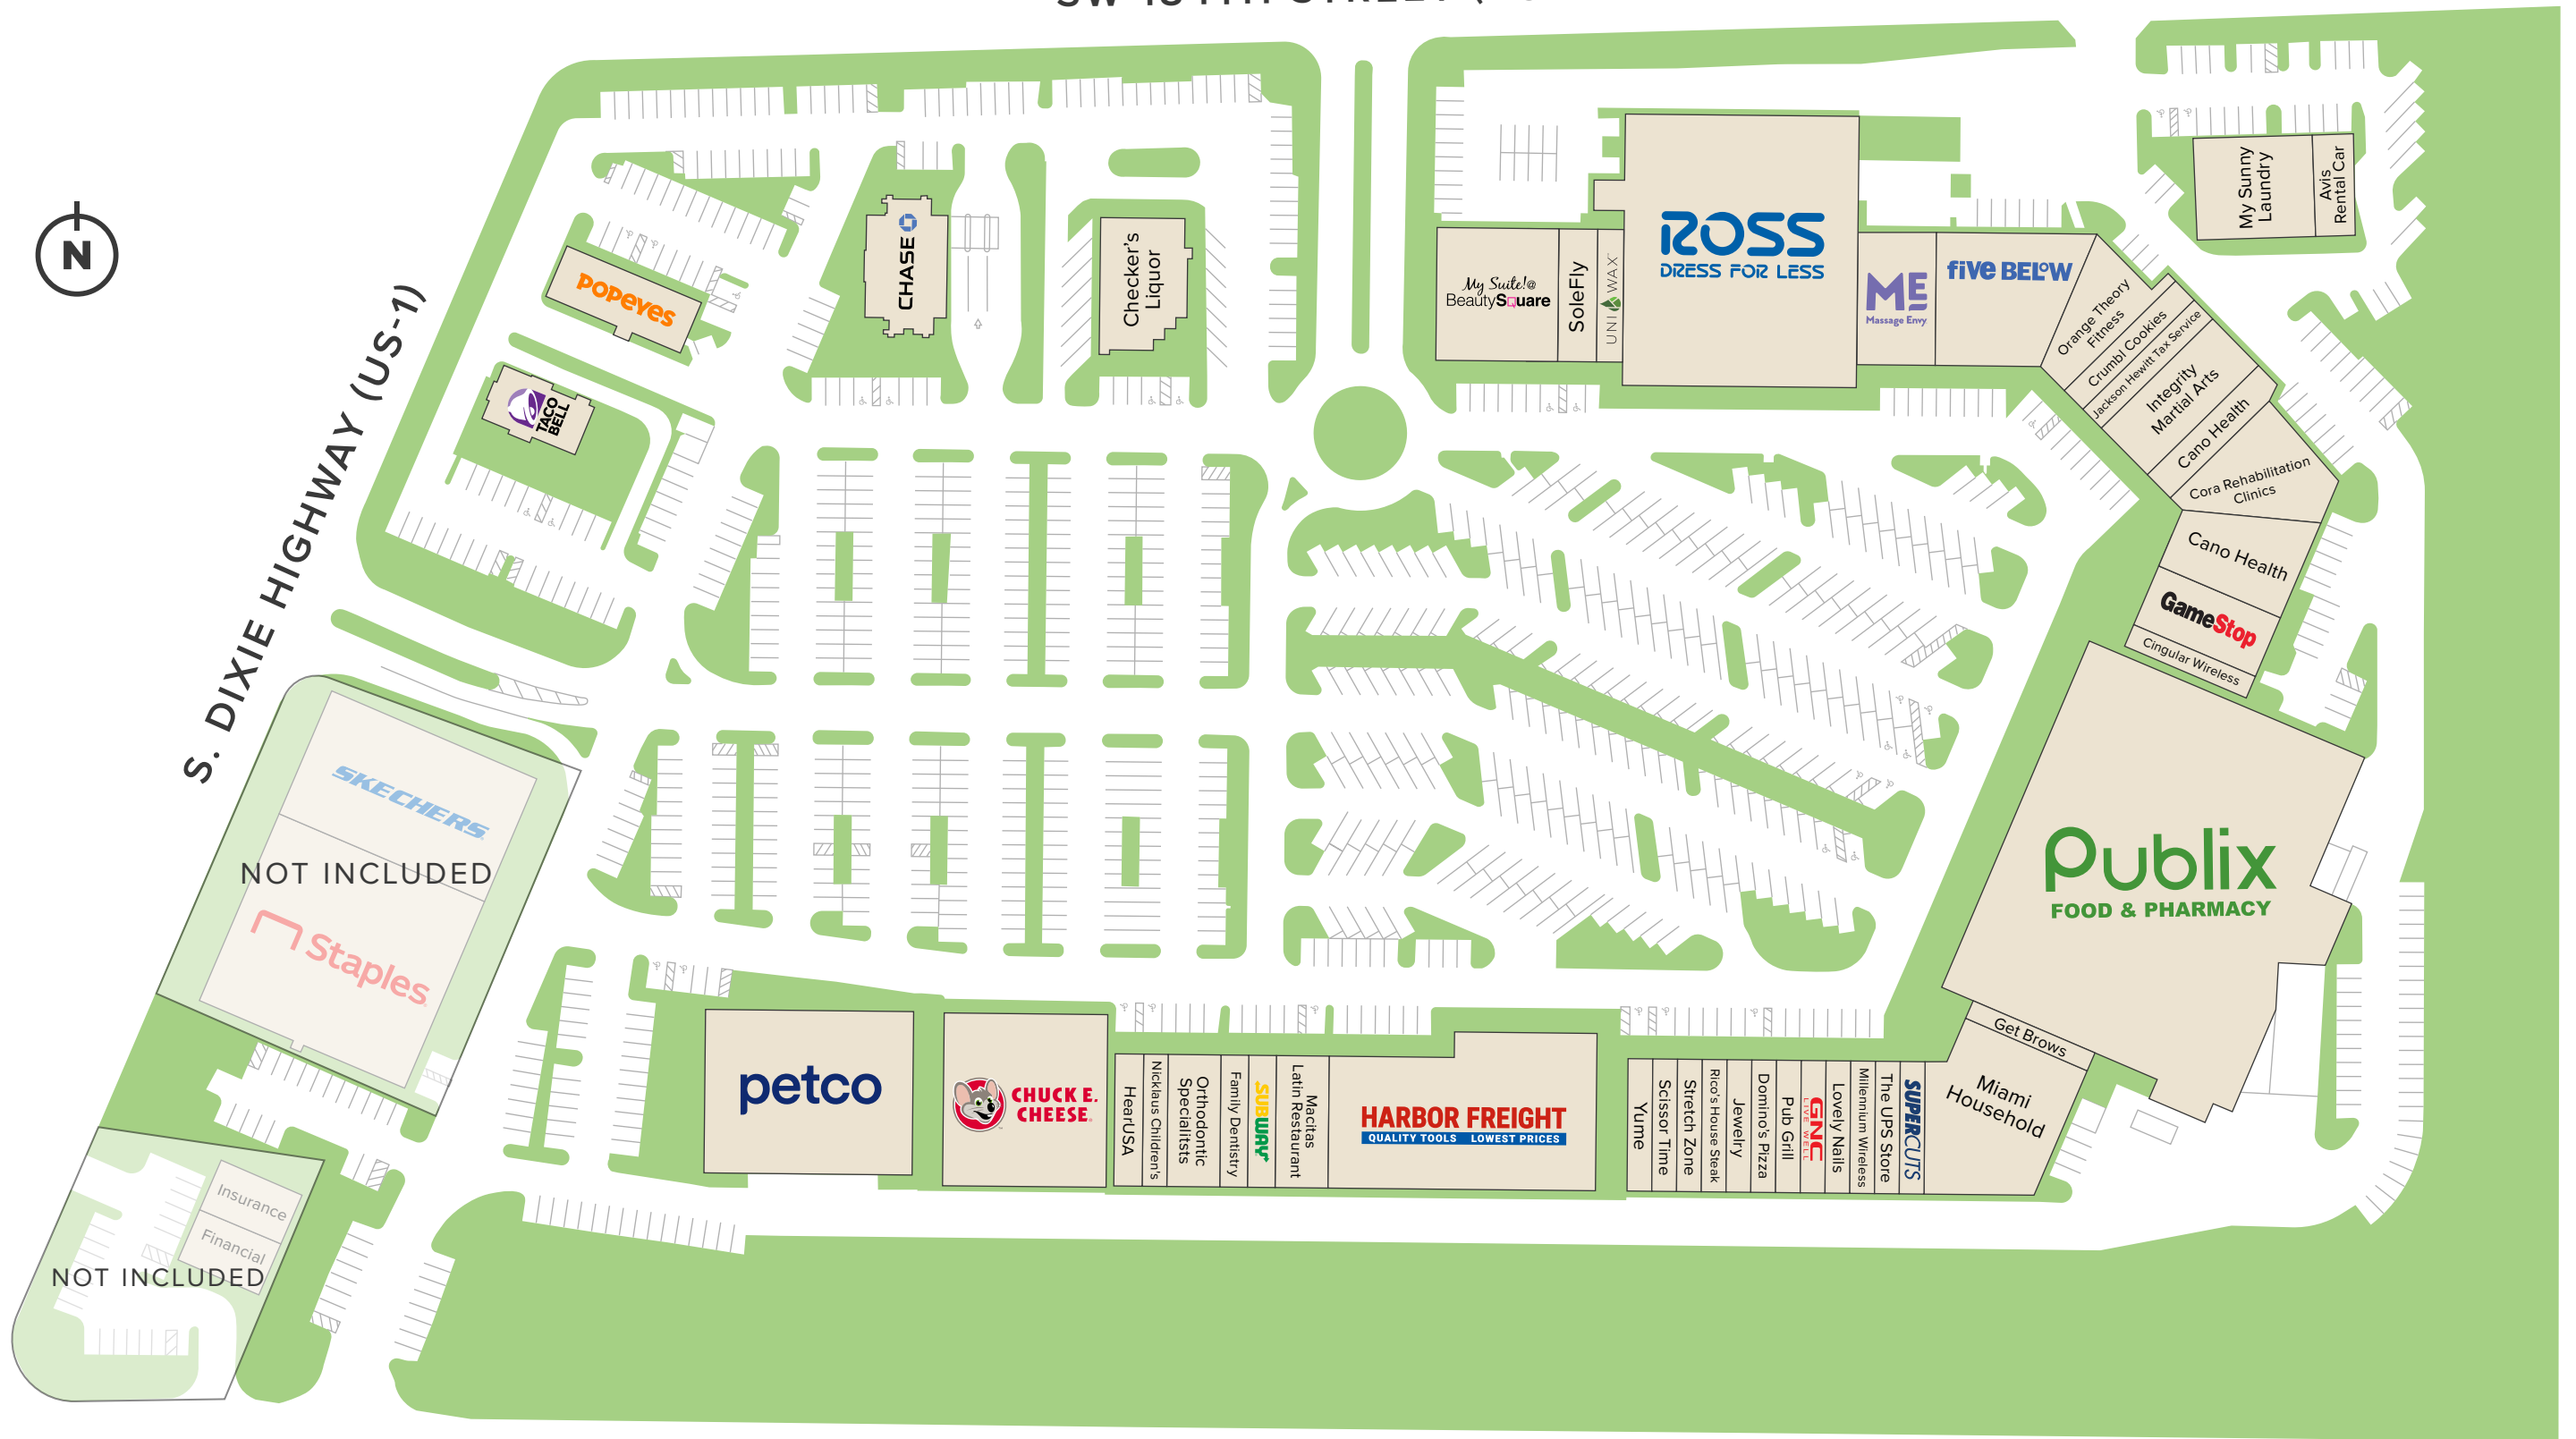 N
S. DIXIE HIGHWAY (US-1)
POPEYES
TACO
BELL
CHASE
Checker's
Liquor
My Suite!@
BeautySquare
SoleFly
UNI WAX
ROSS
DRESS FOR LESS
ME
Massage Envy
five BELOW
My Sunny
Laundry
Avis
Rental Car
Orange Theory
Fitness
Crumbl Cookies
Jackson Hewitt Tax Service
Integrity
Martial Arts
Cano Health
Cora Rehabilitation
Clinics
Cano Health
GameStop
Cingular Wireless
Publix
FOOD & PHARMACY
Get Brows
Miami
Household
SKECHERS
NOT INCLUDED
Staples
Insurance
Financial
NOT INCLUDED
petco
CHUCK E.
CHEESE
HearUSA
Nicklaus Children's
Orthodontic
Specialitsts
Family Dentistry
SUBWAY
Macitas
Latin Restaurant
HARBOR FREIGHT
QUALITY TOOLS LOWEST PRICES
Yume
Scissor Time
Stretch Zone
Rico's House Steak
Jewelry
Domino's Pizza
Pub Grill
GNC
LIVE WELL
Lovely Nails
Millennium Wireless
The UPS Store
SUPERCUTS